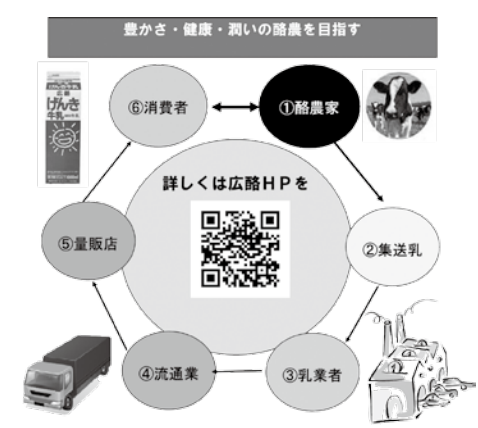 豊かさ・健康・潤いの酪農を目指す
⑥消費者
①酪農家
広酪
げんき
牛乳
詳しくは広酪HPを
⑤量販店
②集送乳
④流通業
③乳業者